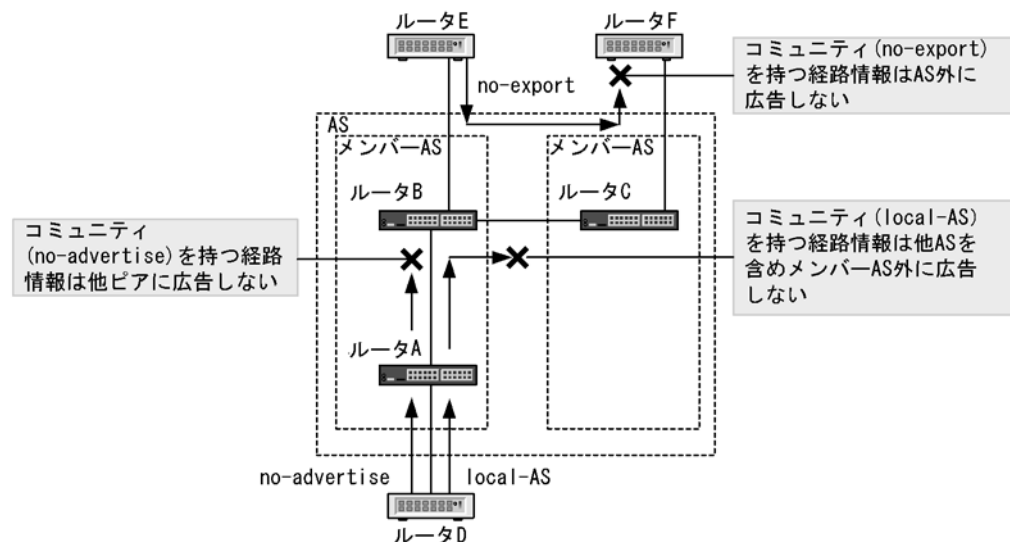 ルータE
ルータF
コミュニティ(no-export)
を持つ経路情報はAS外に
広告しない
no-export
AS
メンバーAS
メンバーAS
ルータB
ルータC
コミュニティ
(no-advertise)を持つ経路
情報は他ピアに広告しない
コミュニティ(local-AS)
を持つ経路情報は他ASを
含めメンバーAS外に広告
しない
ルータA
no-advertise
local-AS
ルータD